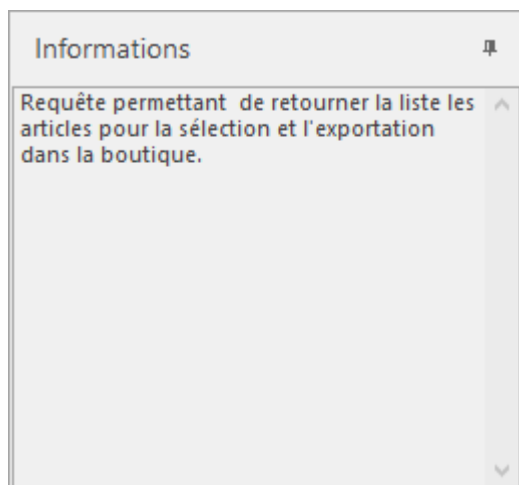 Informations
Requête permettant  de retourner la liste les
articles pour la sélection et l'exportation
dans la boutique.